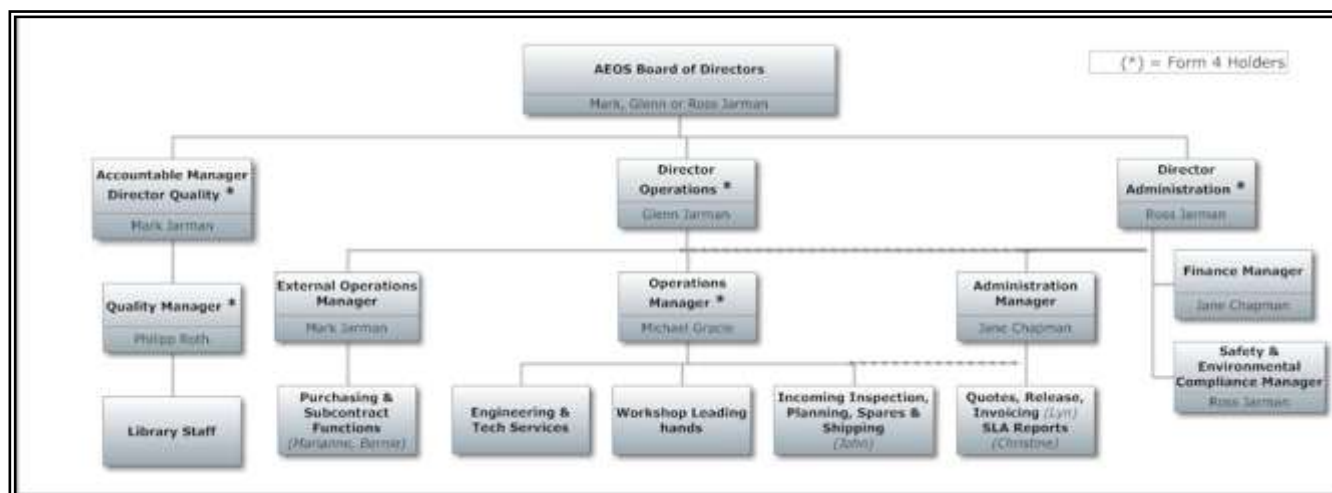 AEOS Board of Directors
Mark, Glenn or Ross Jarman
(*) = Form 4 Holders
Accountable Manager
Director Quality *
Mark Jarman
Director
Operations *
Glenn Jarman
Director
Administration *
Ross Jarman
Quality Manager *
Philipp Roth
External Operations
Manager
Mark Jarman
Operations
Manager *
Michael Gracie
Administration
Manager
Jane Chapman
Finance Manager
Jane Chapman
Safety &
Environmental
Compliance Manager
Ross Jarman
Library Staff
Purchasing &
Subcontract
Functions
(Marianne, Bernie)
Engineering &
Tech Services
Workshop Leading
hands
Incoming Inspection,
Planning, Spares &
Shipping
(John)
Quotes, Release,
Invoicing (Lyn)
SLA Reports
(Christine)